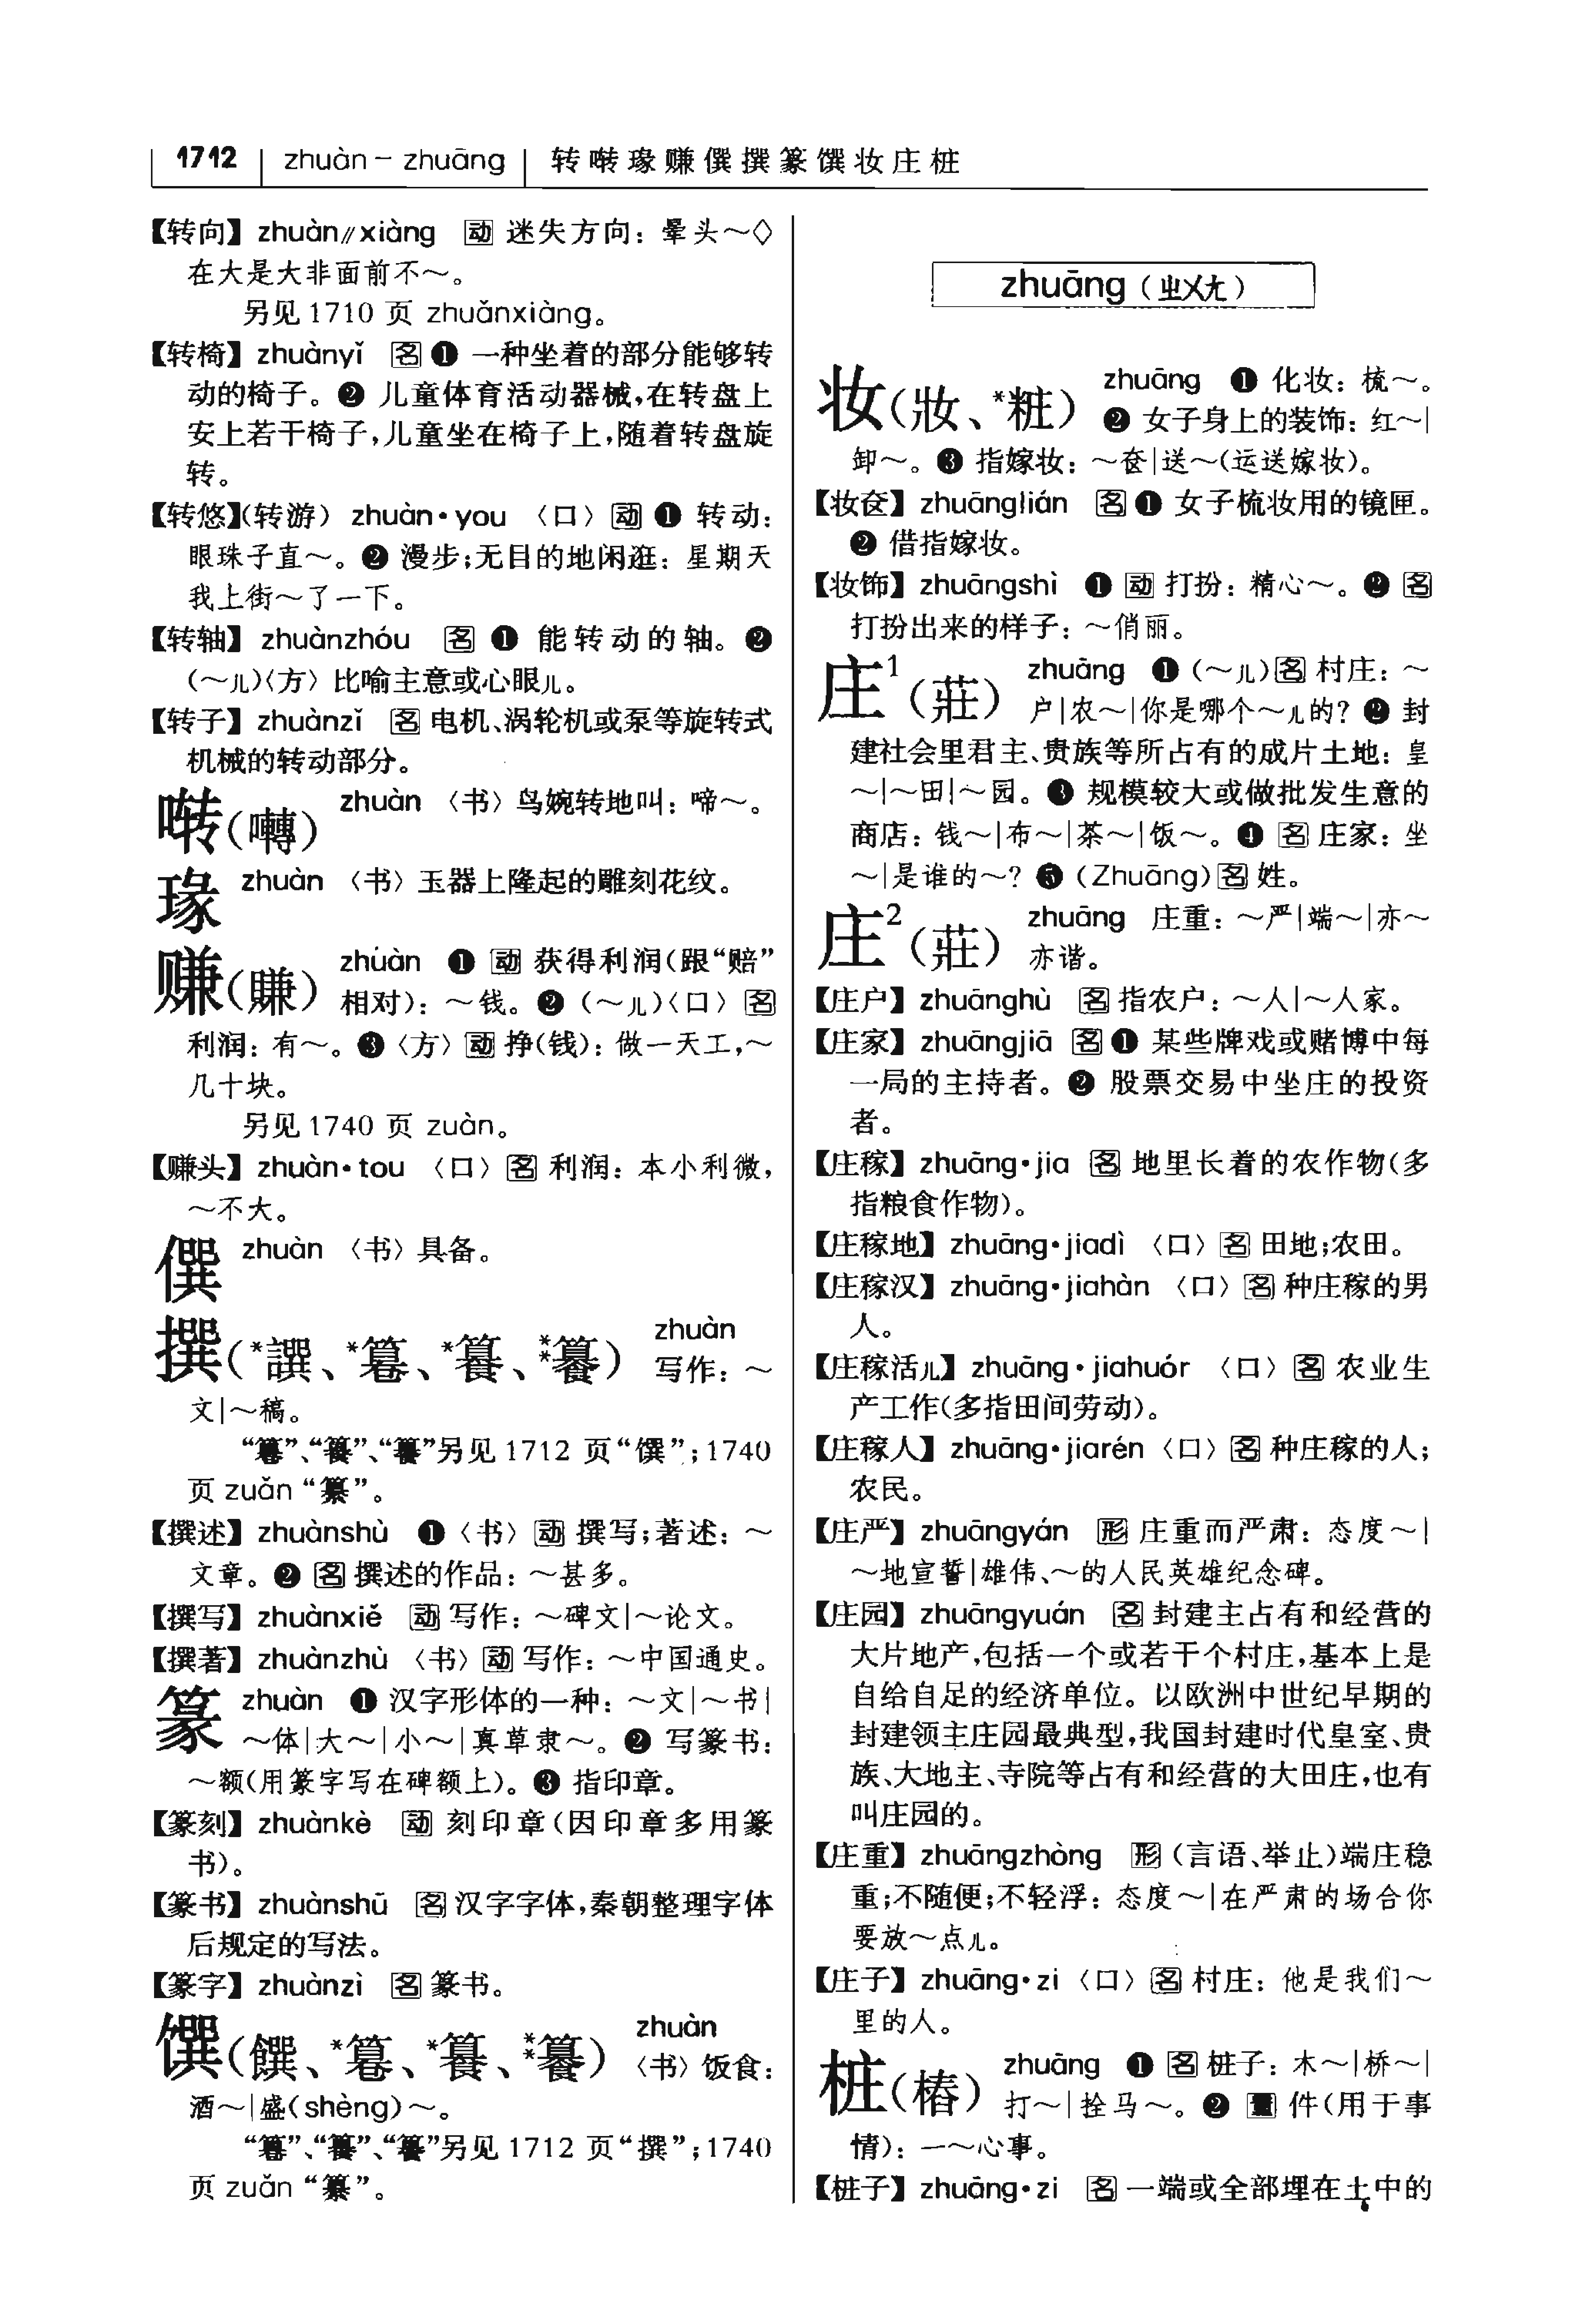 1712 zhuàn－zhuāng 转啭瑑赚僎撰篆馔妆庄桩
【转向】 zhuàn∥xiàng 动 迷失方向：晕头～◇
在大是大非面前不～。
另见 1710 页 zhuǎnxiàng。
【转椅】 zhuànyǐ 名 ❶ 一种坐着的部分能够转
动的椅子。❷ 儿童体育活动器械，在转盘上
安上若干椅子，儿童坐在椅子上，随着转盘旋
转。
【转悠】（转游） zhuàn·you 〈口〉 动 ❶ 转动：
眼珠子直～。❷ 漫步；无目的地闲逛：星期天
我上街～了一下。
【转轴】 zhuànzhóu 名 ❶ 能转动的轴。❷
（～儿）〈方〉比喻主意或心眼儿。
【转子】 zhuànzǐ 名 电机、涡轮机或泵等旋转式
机械的转动部分。
啭（囀） zhuàn 〈书〉鸟婉转地叫：啼～。
瑑 zhuàn 〈书〉玉器上隆起的雕刻花纹。
赚（賺） zhuàn ❶ 动 获得利润（跟“赔”
相对）：～钱。❷ （～儿）〈口〉 名
利润：有～。❸〈方〉 动 挣（钱）：做一天工，～
几十块。
另见 1740 页 zuàn。
【赚头】 zhuàn·tou 〈口〉 名 利润：本小利微，
～不大。
僎 zhuàn 〈书〉具备。
撰（*譔、*篹、*籑、**饌） zhuàn
写作：～
文|～稿。
“篹”、“籑”、“”另见 1712 页“馔”；1740
页 zuǎn “纂”。
【撰述】 zhuànshù ❶〈书〉 动 撰写；著述：～
文章。❷ 名 撰述的作品：～甚多。
【撰写】 zhuànxiě 动 写作：～碑文|～论文。
【撰著】 zhuànzhù 〈书〉 动 写作：～中国通史。
篆 zhuàn ❶ 汉字形体的一种：～文|～书|
～体|大～|小～|真草隶～。❷ 写篆书：
～额（用篆字写在碑额上）。❸ 指印章。
【篆刻】 zhuànkè 动 刻印章（因印章多用篆
书）。
【篆书】 zhuànshū 名 汉字字体，秦朝整理字体
后规定的写法。
【篆字】 zhuànzì 名 篆书。
馔（饌、*篹、*籑、**） zhuàn
〈书〉饭食：
酒～|盛（shèng）～。
“篹”、“籑”、“”另见 1712 页“撰”；1740
页 zuǎn “纂”。
zhuāng（ㄓㄨㄤ）
妆（妝、*粧） zhuāng ❶ 化妆：梳～。
❷ 女子身上的装饰：红～|
卸～。❸ 指嫁妆：～奁|送～（运送嫁妆）。
【妆奁】 zhuānglián 名 ❶ 女子梳妆用的镜匣。
❷ 借指嫁妆。
【妆饰】 zhuāngshì ❶ 动 打扮：精心～。❷ 名
打扮出来的样子：～俏丽。
庄1（莊） zhuāng ❶（～儿） 名 村庄：～
户|农～|你是哪个～儿的？❷ 封
建社会里君主、贵族等所占有的成片土地：皇
～|～田|～园。❸ 规模较大或做批发生意的
商店：钱～|布～|茶～|饭～。❹ 名 庄家：坐
～|是谁的～？❺（Zhuāng） 名 姓。
庄2（莊） zhuāng 庄重：～严|端～|亦～
亦谐。
【庄户】 zhuānghù 名 指农户：～人|～人家。
【庄家】 zhuāngjiā 名 ❶ 某些牌戏或赌博中每
一局的主持者。❷ 股票交易中坐庄的投资
者。
【庄稼】 zhuāng·jia 名 地里长着的农作物（多
指粮食作物）。
【庄稼地】 zhuāng·jiadì 〈口〉 名 田地；农田。
【庄稼汉】 zhuāng·jiahàn 〈口〉 名 种庄稼的男
人。
【庄稼活儿】 zhuāng·jiahuór 〈口〉 名 农业生
产工作（多指田间劳动）。
【庄稼人】 zhuāng·jiarén 〈口〉 名 种庄稼的人；
农民。
【庄严】 zhuāngyán 形 庄重而严肃：态度～|
～地宣誓|雄伟、～的人民英雄纪念碑。
【庄园】 zhuāngyuán 名 封建主占有和经营的
大片地产，包括一个或若干个村庄，基本上是
自给自足的经济单位。以欧洲中世纪早期的
封建领主庄园最典型，我国封建时代皇室、贵
族、大地主、寺院等占有和经营的大田庄，也有
叫庄园的。
【庄重】 zhuāngzhòng 形 （言语、举止）端庄稳
重；不随便；不轻浮：态度～|在严肃的场合你
要放～点儿。
【庄子】 zhuāng·zi 〈口〉 名 村庄：他是我们～
里的人。
桩（樁） zhuāng ❶ 名 桩子：木～|桥～|
打～|拴马～。❷ 量 件（用于事
情）：一～心事。
【桩子】 zhuāng·zi 名 一端或全部埋在土中的